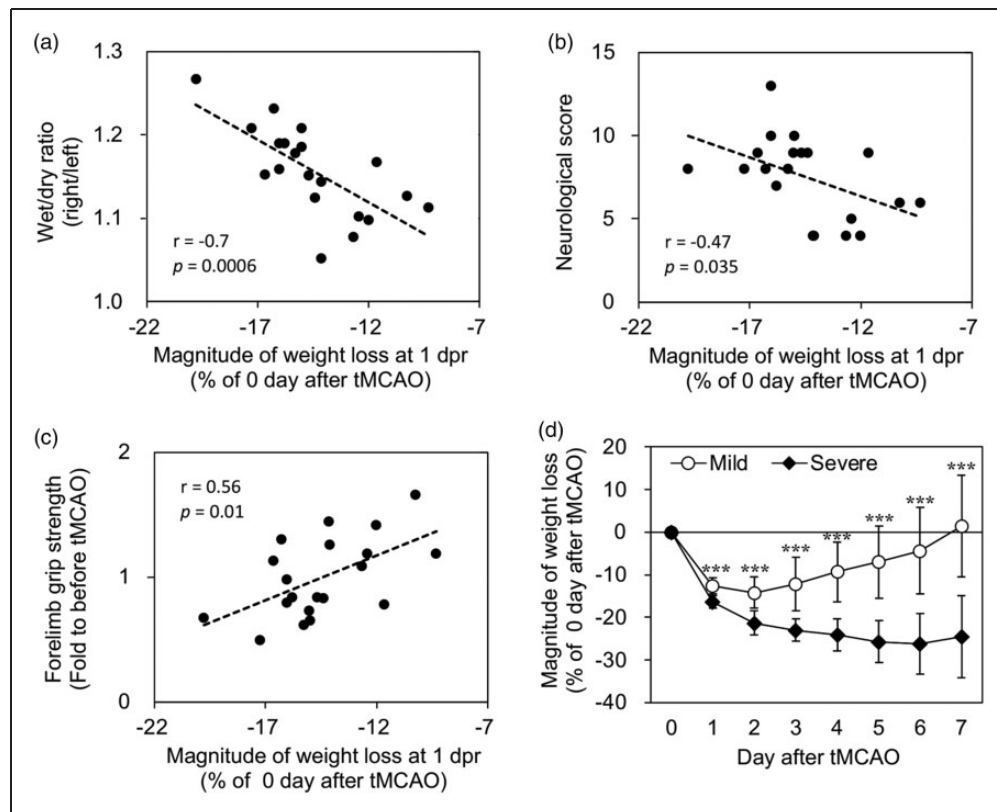 (a)
1.3
1.2
1.1
1.0
Wet/dry ratio
(right/left)
r = -0.7
p = 0.0006
-22 -17 -12 -7
Magnitude of weight loss at 1 dpr
(% of 0 day after tMCAO)
(b)
15
10
5
0
Neurological score
r = -0.47
p = 0.035
-22 -17 -12 -7
Magnitude of weight loss at 1 dpr
(% of 0 day after tMCAO)
(c)
2
1
0
Forelimb grip strength
(Fold to before tMCAO)
r = 0.56
p = 0.01
-22 -17 -12 -7
Magnitude of weight loss at 1 dpr
(% of 0 day after tMCAO)
(d)
20
10
0
-10
-20
-30
-40
Magnitude of weight loss
(% of 0 day after tMCAO)
Mild Severe
*** *** *** *** *** *** ***
0 1 2 3 4 5 6 7
Day after tMCAO